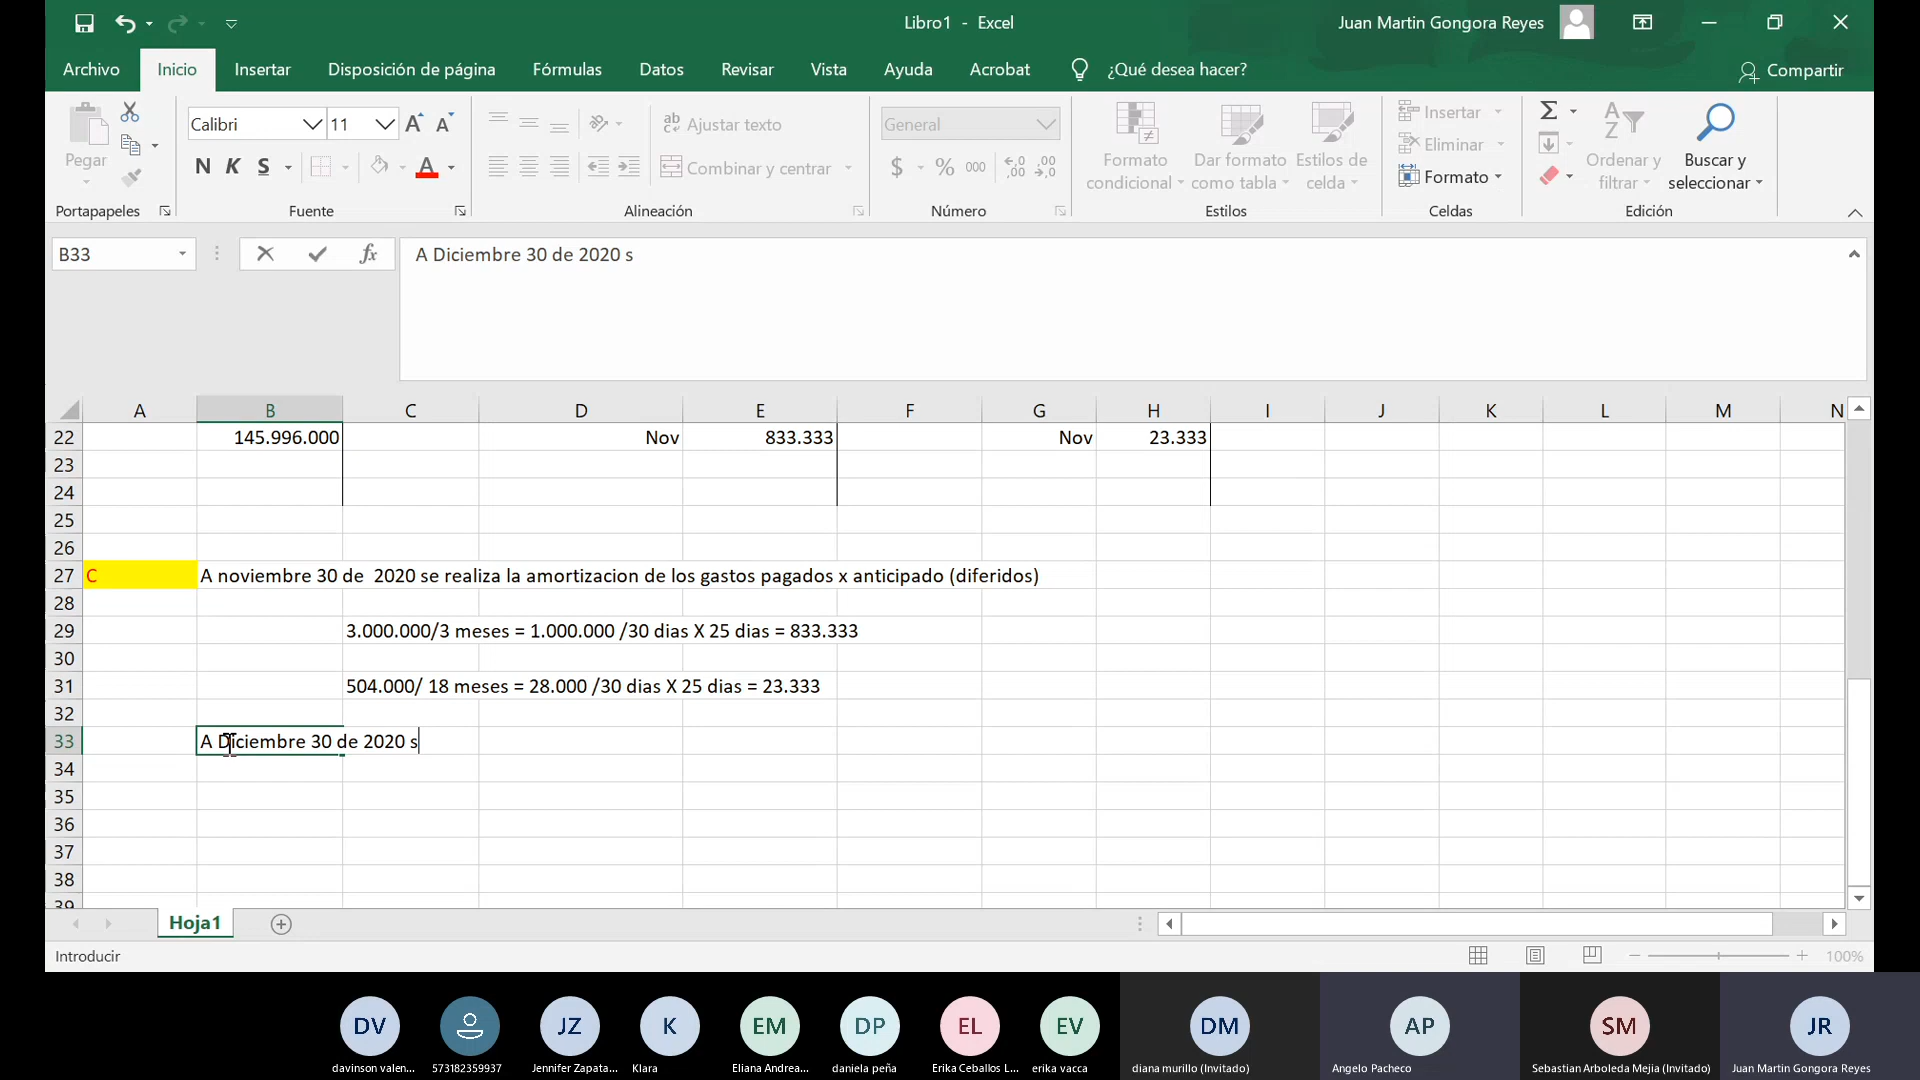 Libro1 - Excel
Juan Martin Gongora Reyes
Archivo Inicio Insertar Disposición de página Fórmulas Datos Revisar Vista Ayuda Acrobat ¿Qué desea hacer? Compartir
Pegar
Calibri 11
N K S
Ajustar texto
Combinar y centrar
General
$ % 000
Formato condicional
Dar formato como tabla
Estilos de celda
Insertar
Eliminar
Formato
Ordenar y filtrar
Buscar y seleccionar
Portapapeles Fuente Alineación Número Estilos Celdas Edición
B33 fx A Diciembre 30 de 2020 s
A B C D E F G H I J K L M N
22 145.996.000 Nov 833.333 Nov 23.333
23
24
25
26
27 C A noviembre 30 de  2020 se realiza la amortizacion de los gastos pagados x anticipado (diferidos)
28
29 3.000.000/3 meses = 1.000.000 /30 dias X 25 dias = 833.333
30
31 504.000/ 18 meses = 28.000 /30 dias X 25 dias = 23.333
32
33 A Diciembre 30 de 2020 s
34
35
36
37
38
39
Hoja1
Introducir 100%
DV JZ K EM DP EL EV DM AP SM JR
davinson valen... 573182359937 Jennifer Zapata... Klara Eliana Andrea... daniela peña Erika Ceballos L... erika vacca diana murillo (Invitado) Angelo Pacheco Sebastian Arboleda Mejia (Invitado) Juan Martin Gongora Reyes